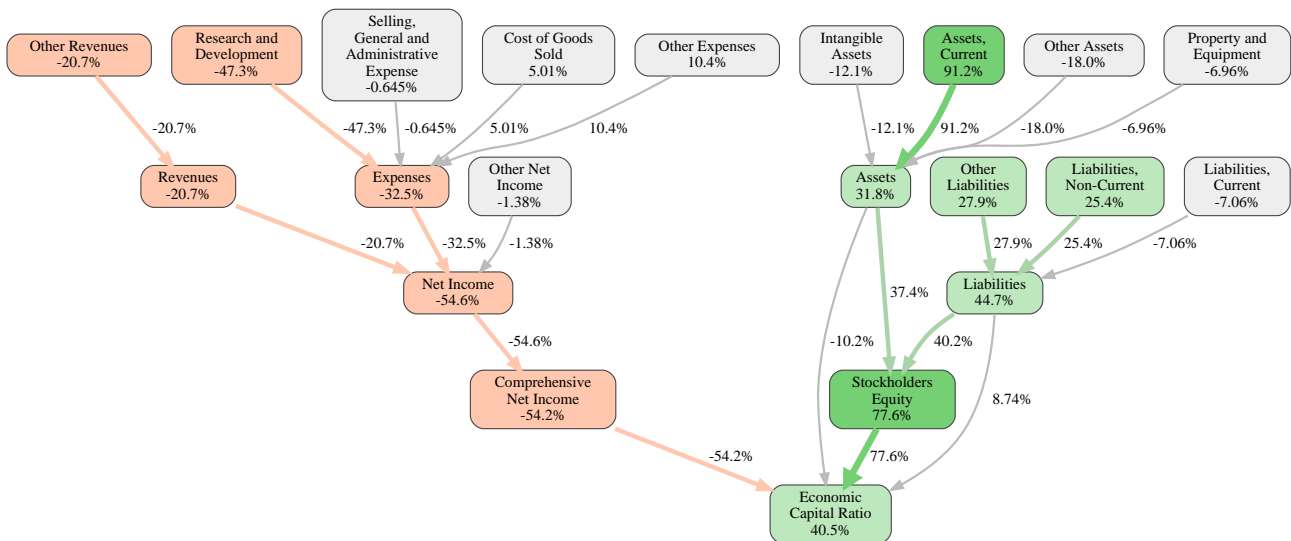 Other Revenues
-20.7%
Research and
Development
-47.3%
Selling,
General and
Administrative
Expense
-0.645%
Cost of Goods
Sold
5.01%
Other Expenses
10.4%
Intangible
Assets
-12.1%
Assets,
Current
91.2%
Other Assets
-18.0%
Property and
Equipment
-6.96%
-20.7%
-47.3%
-0.645%
5.01%
10.4%
-12.1%
91.2%
-18.0%
-6.96%
Revenues
-20.7%
Expenses
-32.5%
Other Net
Income
-1.38%
Assets
31.8%
Other
Liabilities
27.9%
Liabilities,
Non-Current
25.4%
Liabilities,
Current
-7.06%
-20.7%
-32.5%
-1.38%
27.9%
25.4%
-7.06%
Net Income
-54.6%
37.4%
Liabilities
44.7%
-54.6%
-10.2%
40.2%
Comprehensive
Net Income
-54.2%
Stockholders
Equity
77.6%
8.74%
-54.2%
77.6%
Economic
Capital Ratio
40.5%